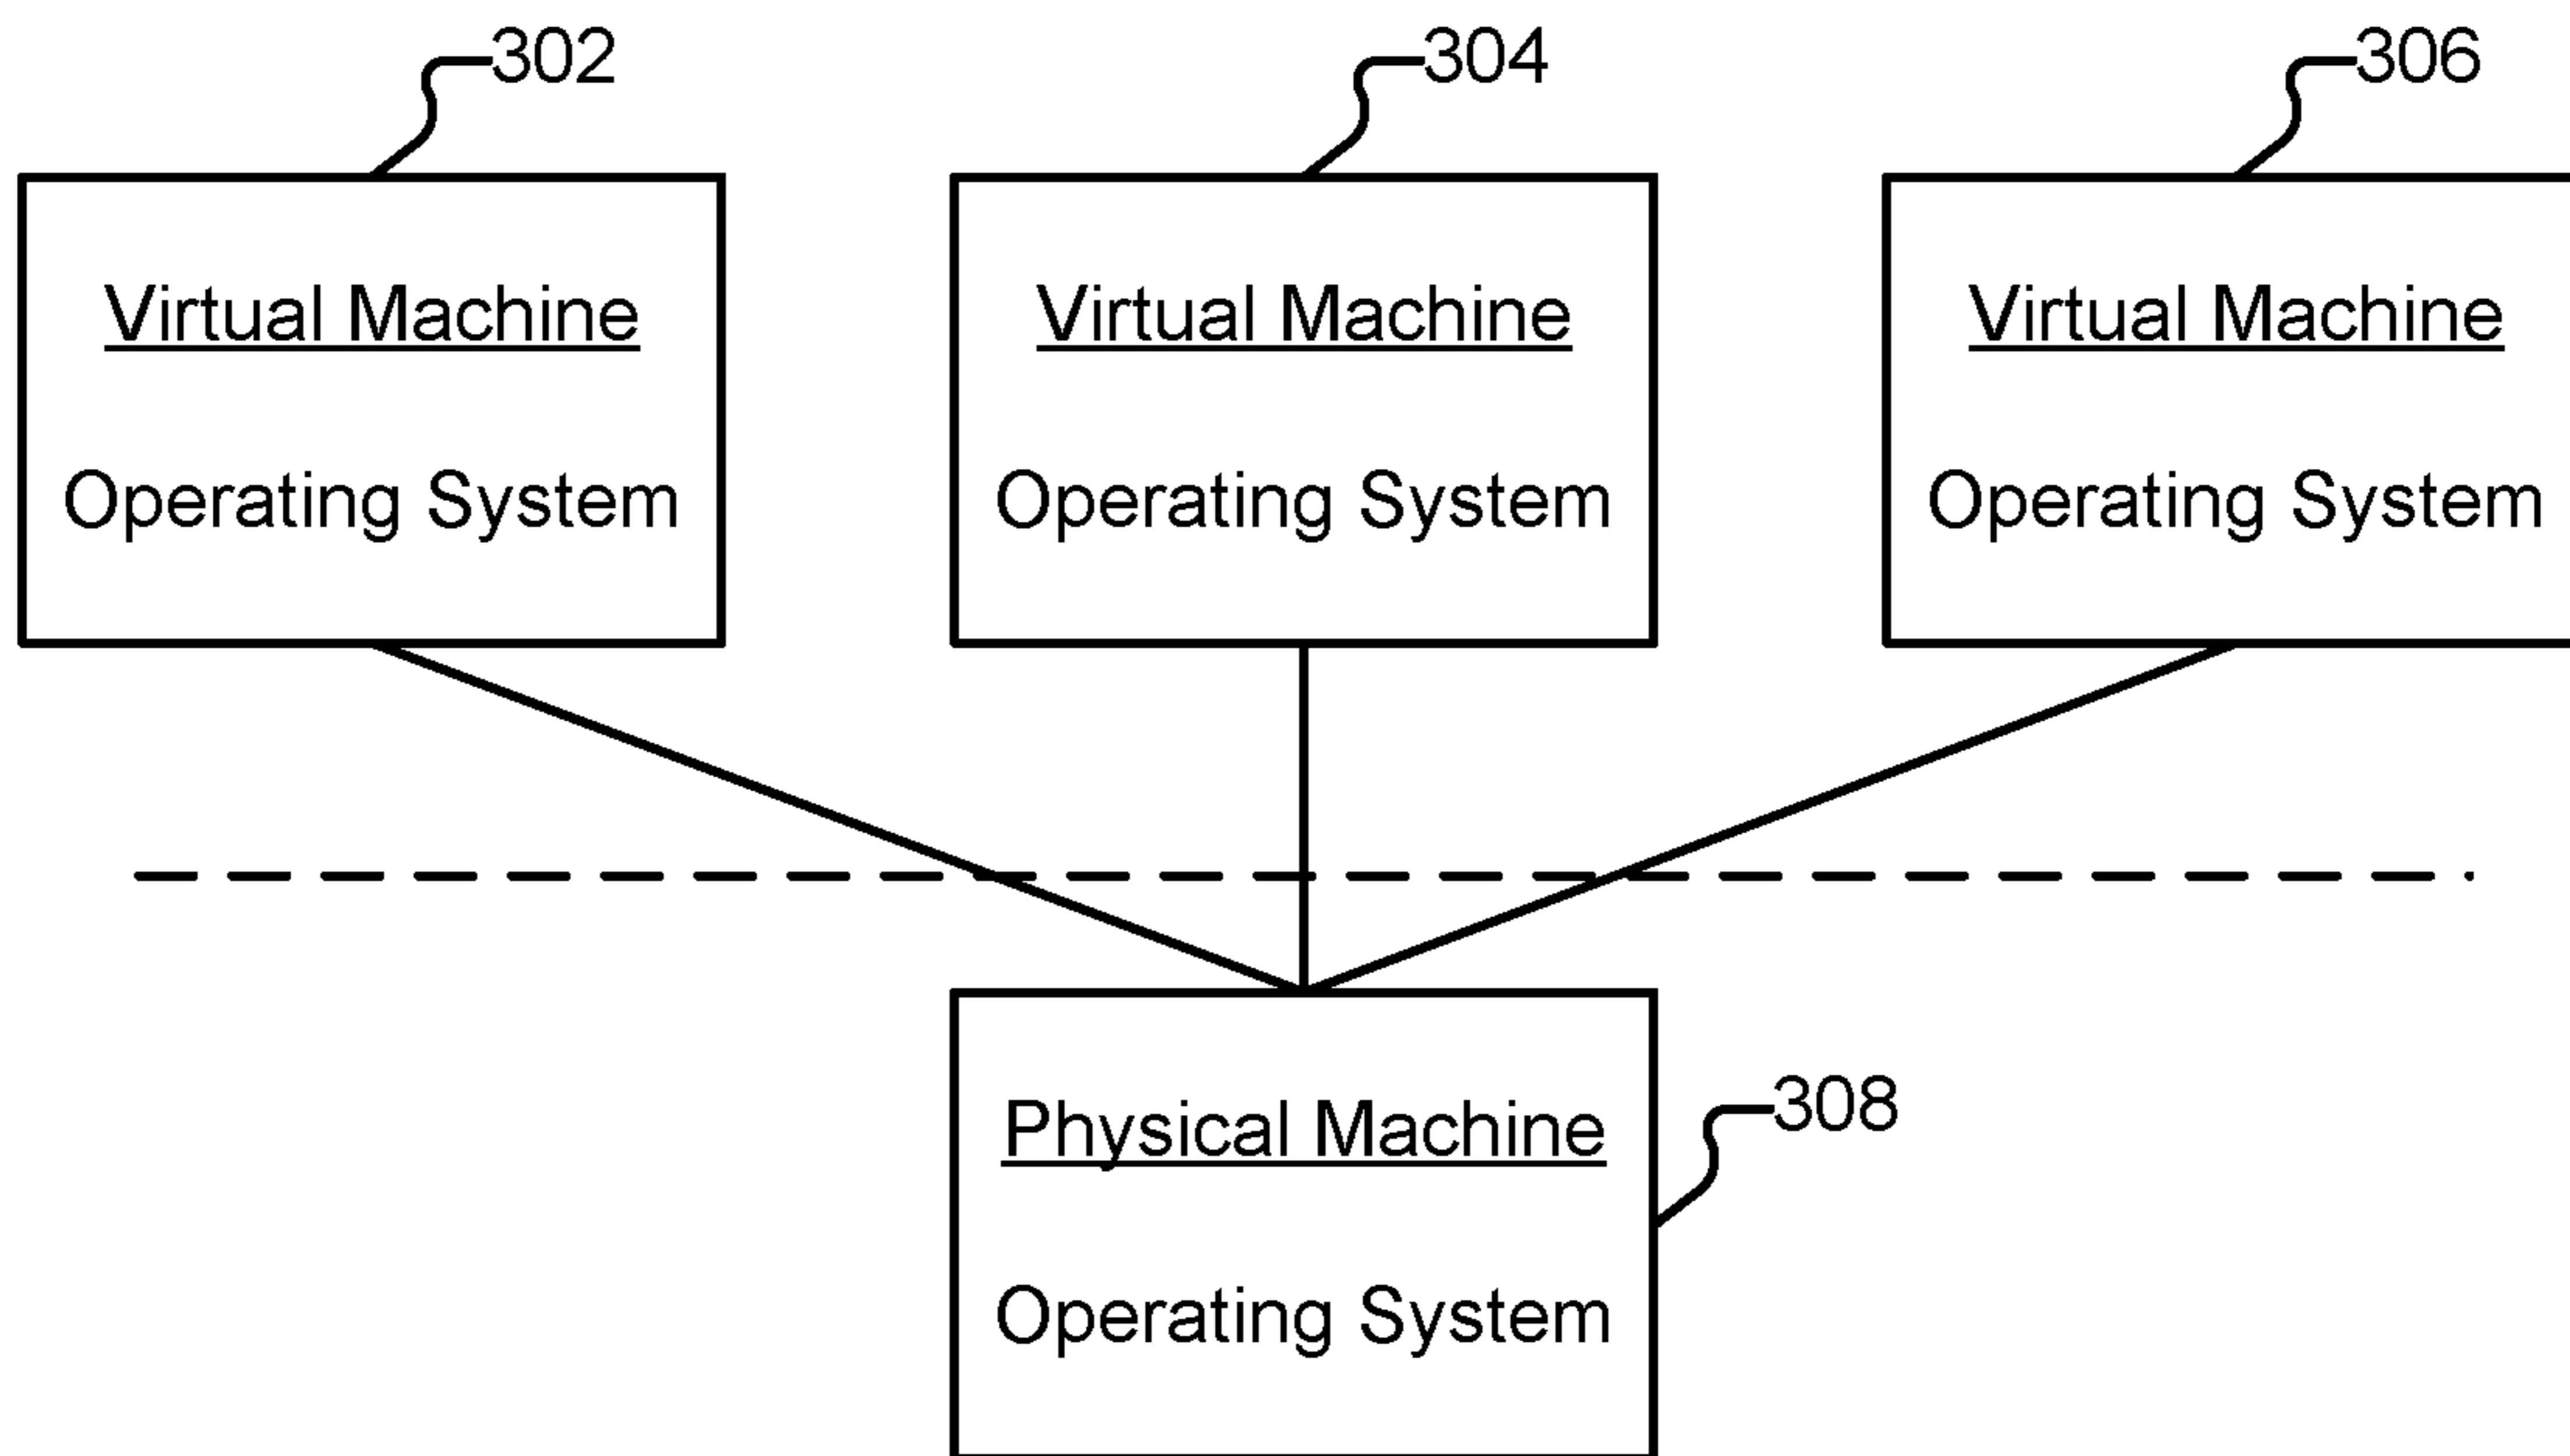 302
304
306
Virtual Machine
Operating System
Virtual Machine
Operating System
Virtual Machine
Operating System
308
Physical Machine
Operating System